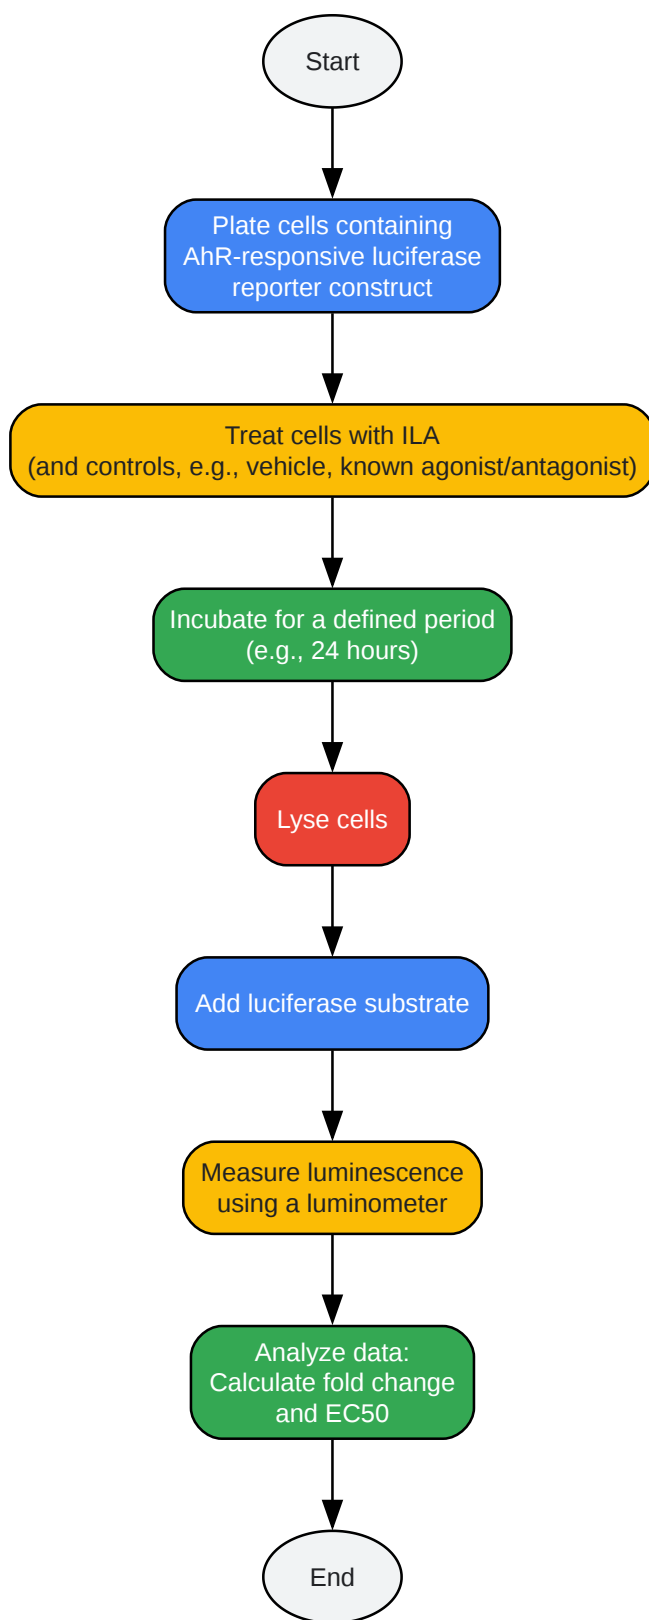 Start
Plate cells containing
AhR-responsive luciferase
reporter construct
Treat cells with ILA
(and controls, e.g., vehicle, known agonist/antagonist)
Incubate for a defined period
(e.g., 24 hours)
Lyse cells
Add luciferase substrate
Measure luminescence
using a luminometer
Analyze data:
Calculate fold change
and EC50
End